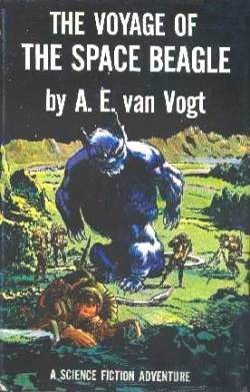 THE VOYAGE OF
THE SPACE BEAGLE
by A. E. van Vogt
A SCIENCE FICTION ADVENTURE